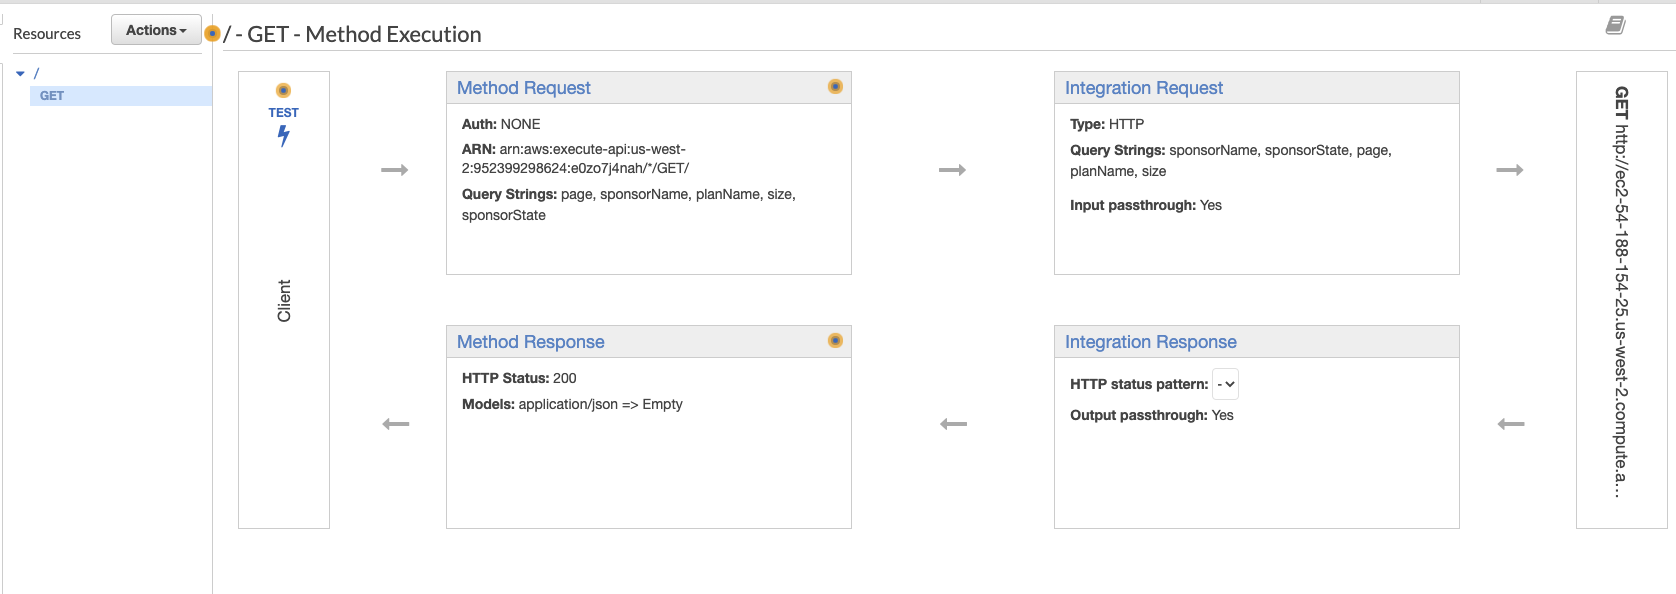 Resources
Actions
/ - GET - Method Execution
/
GET
TEST
Client
Method Request
Auth: NONE
ARN: arn:aws:execute-api:us-west-
2:952399298624:e0zo7j4nah/*/GET/
Query Strings: page, sponsorName, planName, size,
sponsorState
Integration Request
Type: HTTP
Query Strings: sponsorName, sponsorState, page,
planName, size
Input passthrough: Yes
GET http://ec2-54-188-154-25.us-west-2.compute.a...
Method Response
HTTP Status: 200
Models: application/json => Empty
Integration Response
HTTP status pattern: -
Output passthrough: Yes